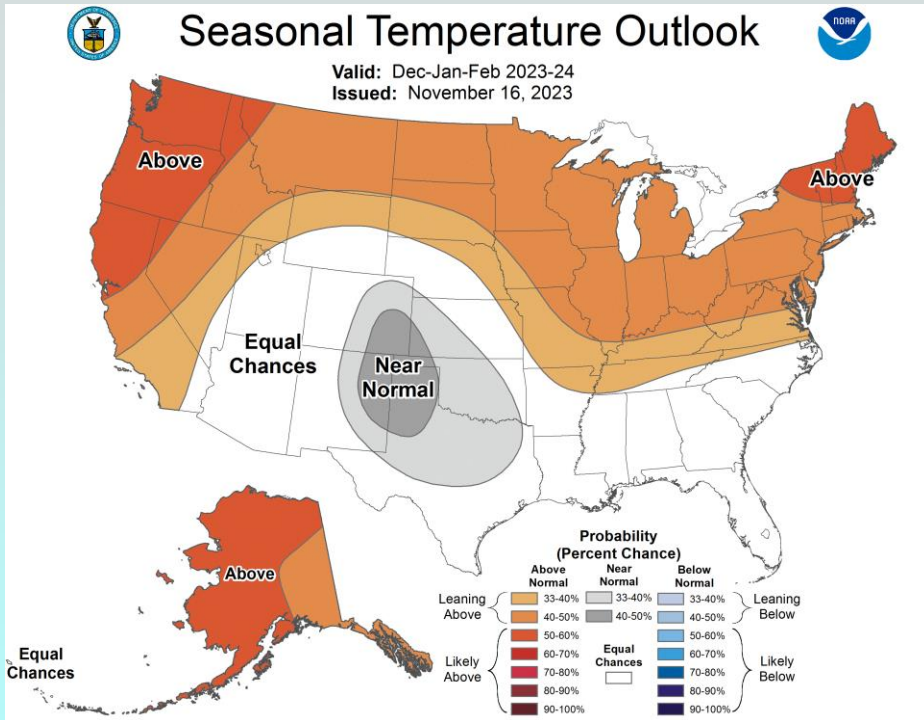 Seasonal Temperature Outlook
NOAA
Valid: Dec-Jan-Feb 2023-24
Issued: November 16, 2023
Above
Above
Equal
Chances
Near
Normal
Above
Equal
Chances
Probability
(Percent Chance)
Above Normal
Near Normal
Below Normal
Leaning Above
33-40%
40-50%
33-40%
40-50%
33-40%
40-50%
Leaning Below
Likely Above
50-60%
60-70%
70-80%
80-90%
90-100%
Equal Chances
50-60%
60-70%
70-80%
80-90%
90-100%
Likely Below